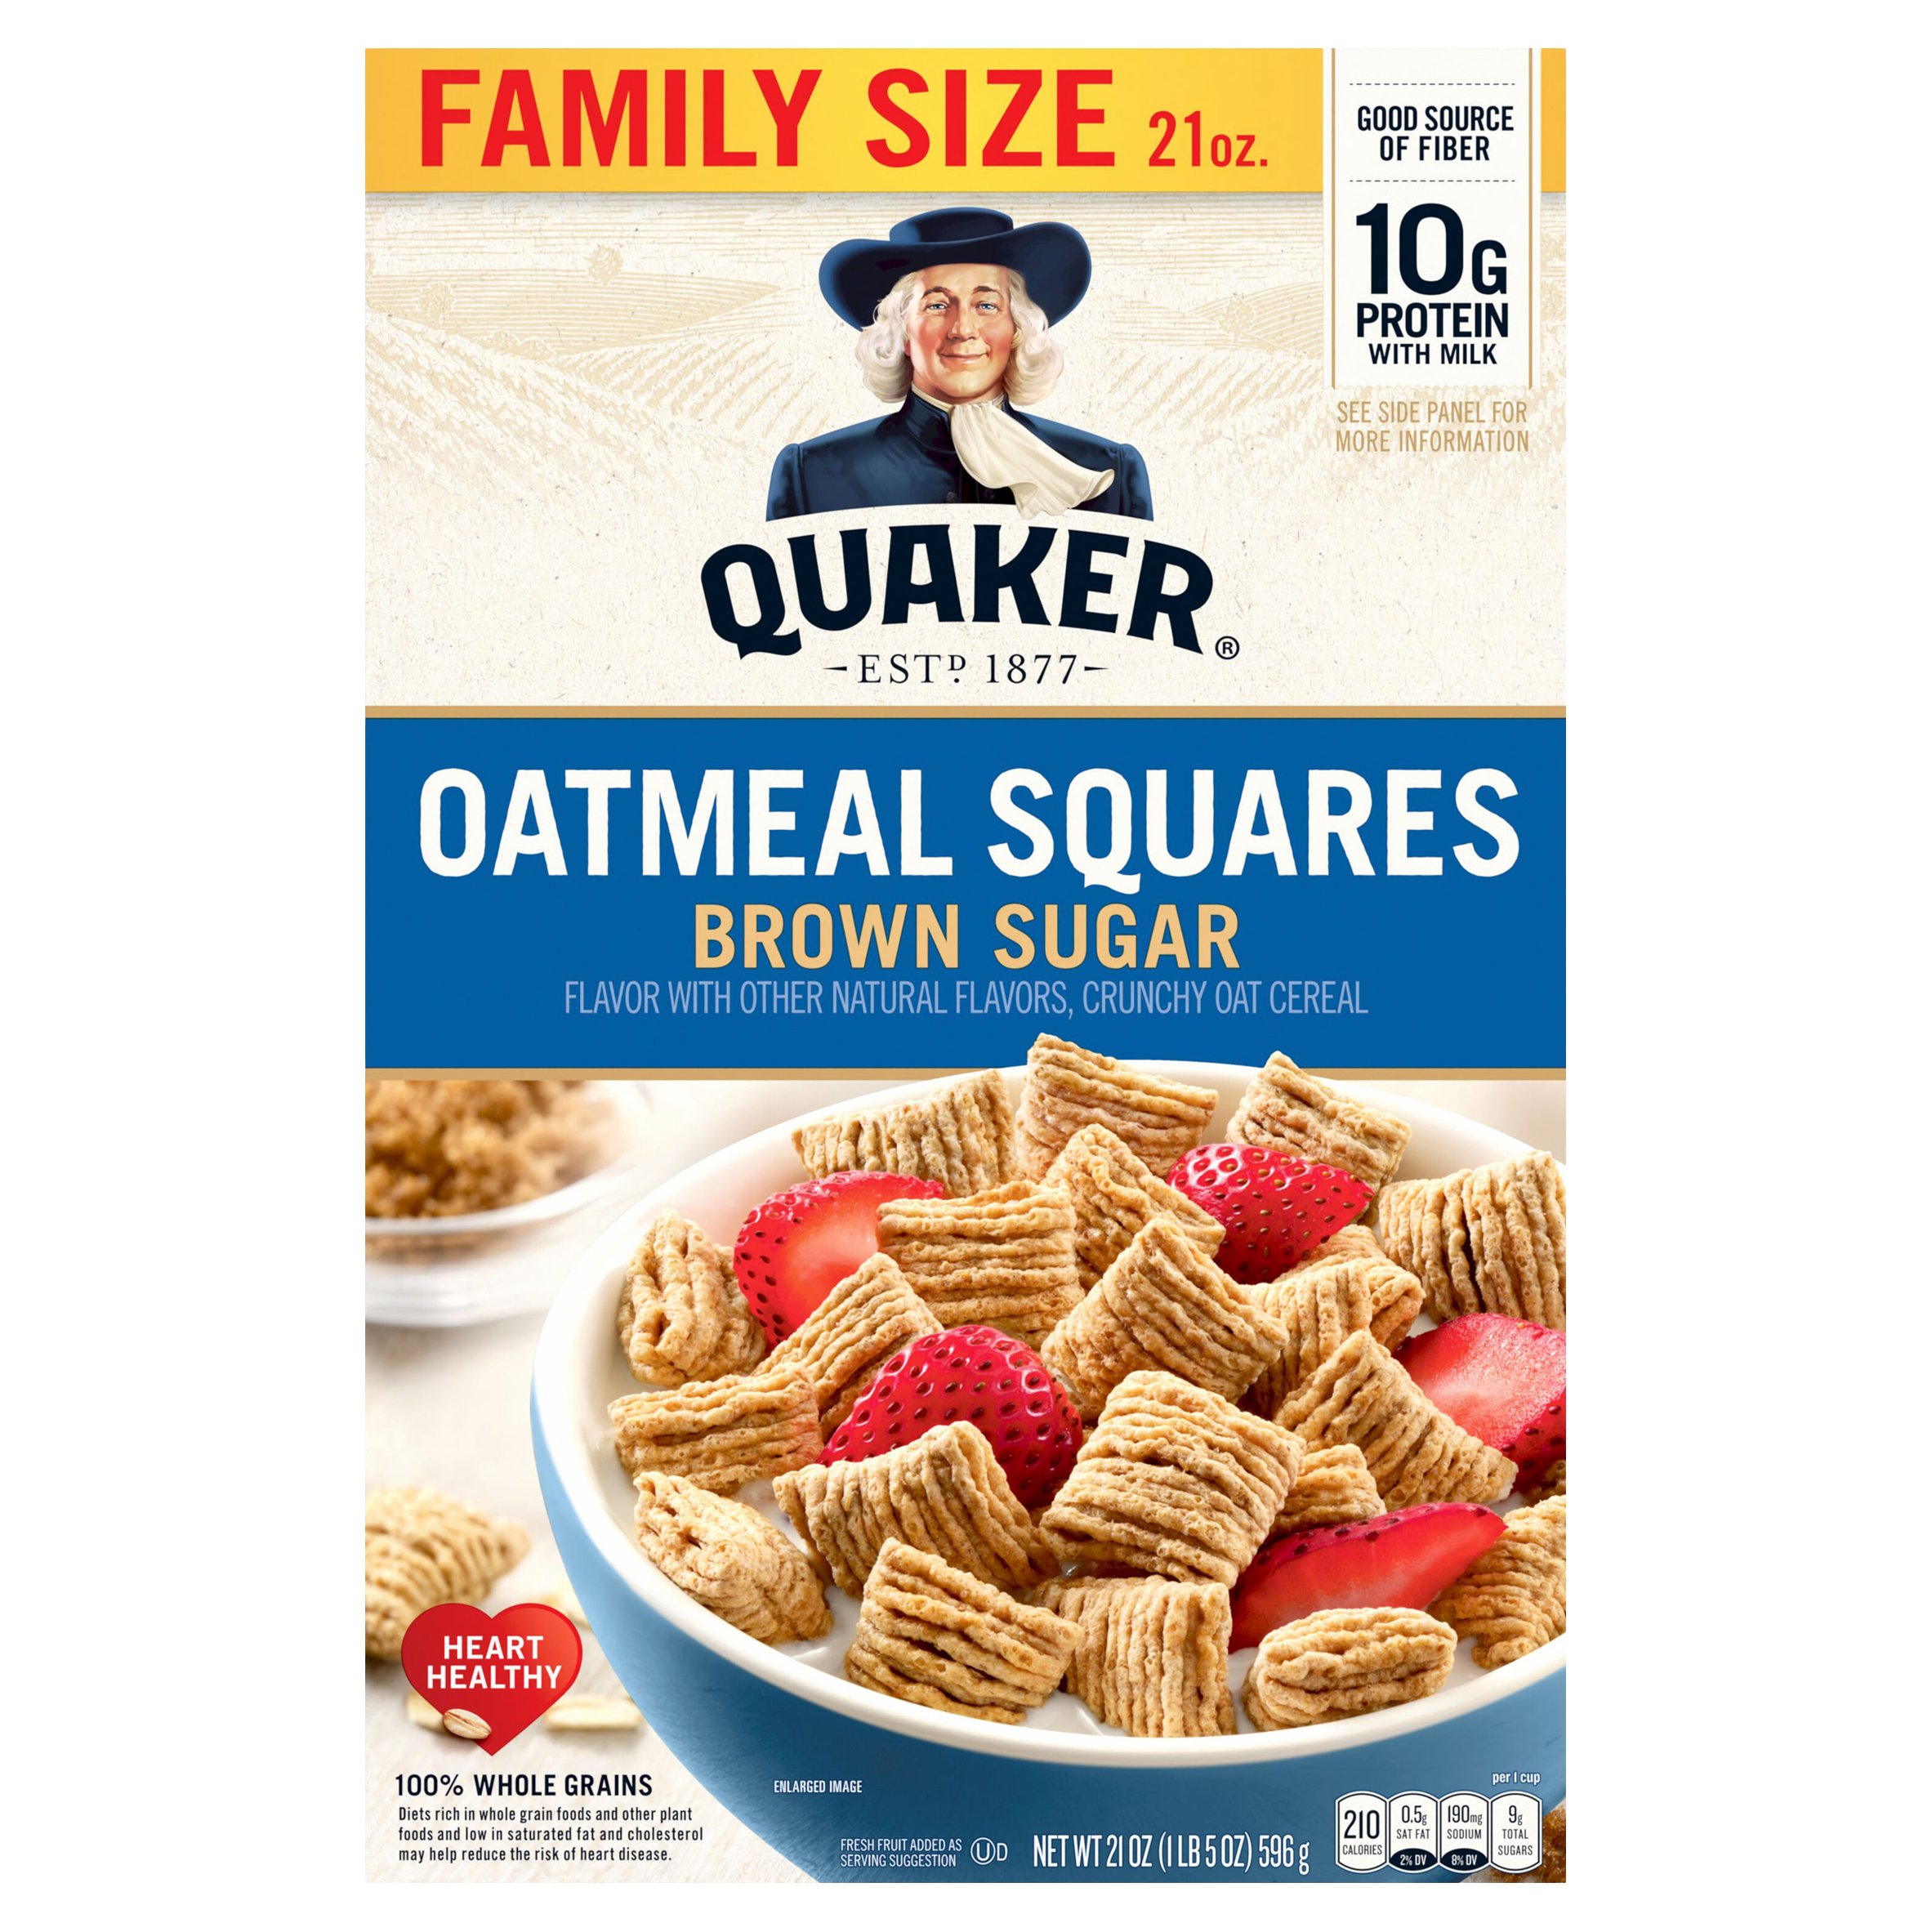 FAMILY SIZE 21oz.
GOOD SOURCE
OF FIBER
10G
PROTEIN
WITH MILK
SEE SIDE PANEL FOR
MORE INFORMATION
QUAKER®
-ESTD 1877-
OATMEAL SQUARES
BROWN SUGAR
FLAVOR WITH OTHER NATURAL FLAVORS, CRUNCHY OAT CEREAL
HEART
HEALTHY
100% WHOLE GRAINS
Diets rich in whole grain foods and other plant
foods and low in saturated fat and cholesterol
may help reduce the risk of heart disease.
ENLARGED IMAGE
FRESH FRUIT ADDED AS
SERVING SUGGESTION
UD
NET WT 21 OZ (1 LB 5 OZ) 596 g
per 1 cup
210
CALORIES
0.5g
SAT FAT
2% DV
190mg
SODIUM
8% DV
9g
TOTAL
SUGARS